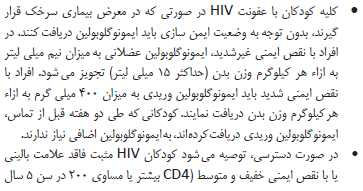 • کلیه کودکان با عفونت HIV در صورتی که در معرض بیماری سرخک قرار
گیرند، بدون توجه به وضعیت ایمن سازی باید ایمونوگلوبولین دریافت کنند. در
افراد با نقص ایمنی غیرشدید، ایمونوگلوبولین عضلانی به میزان نیم میلی لیتر
به ازاء هر کیلوگرم وزن بدن (حداکثر ۱۵ میلی لیتر) تجویز می شود. افراد با
نقص ایمنی شدید باید ایمونوگلوبولین وریدی به میزان ۴۰۰ میلی گرم به ازاء
هر کیلوگرم وزن بدن دریافت نمایند. کودکانی که طی دو هفته قبل از تماس،
ایمونوگلوبولین وریدی دریافت کرده‌اند، به ایمونوگلوبولین اضافی نیاز ندارند.
• در صورت دسترسی، توصیه می‌شود کودکان HIV مثبت فاقد علامت بالینی
یا با نقص ایمنی خفیف و متوسط (CD4 بیشتر یا مساوی ۲۰۰ در سن ۵ سال